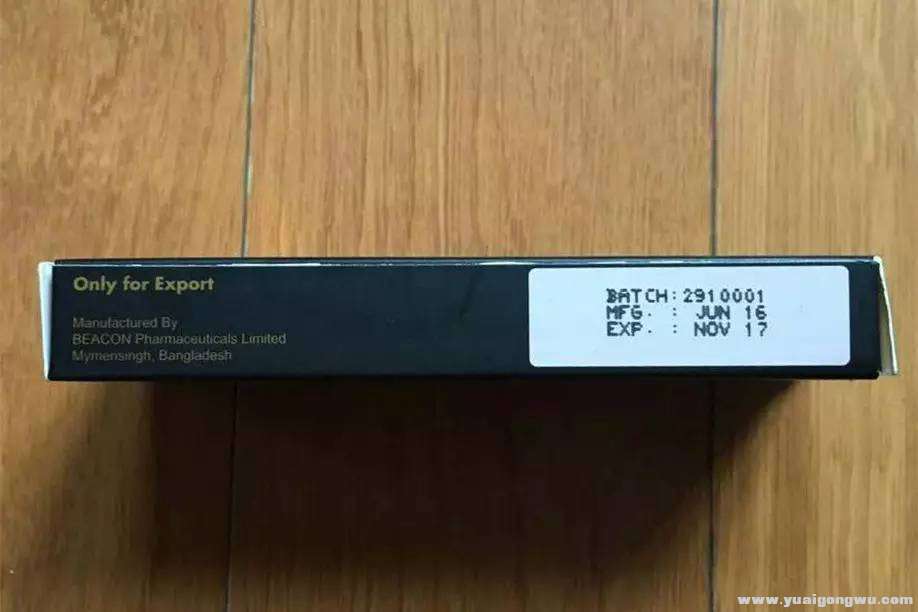 Only for Export
Manufactured By
BEACON Pharmaceuticals Limited
Mymensingh, Bangladesh
BATCH: 2910001
MFG. : JUN 16
EXP. : NOV 17
www.yuaigongwu.com